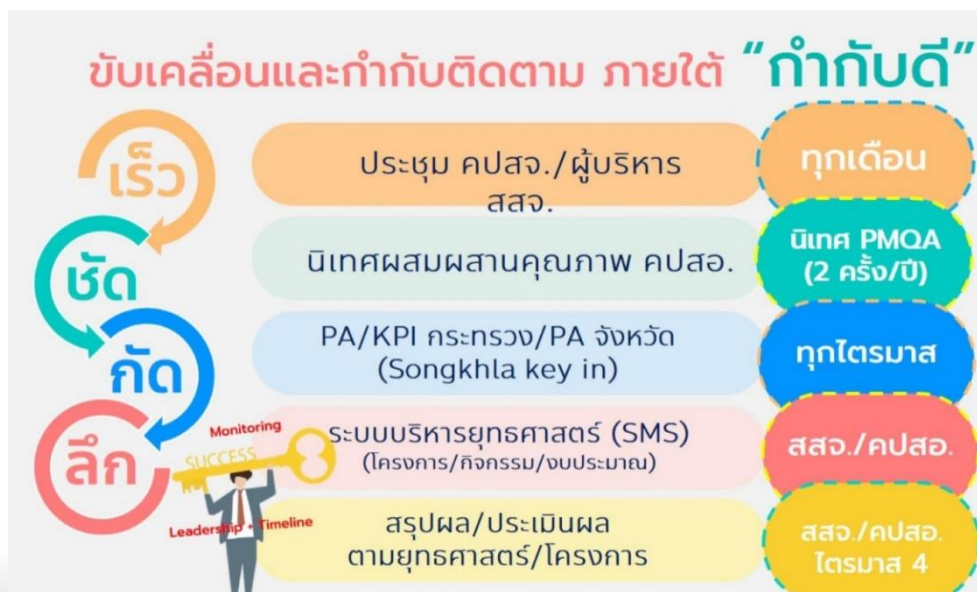 ขับเคลื่อนและกำกับติดตาม ภายใต้ “กำกับดี”
เร็ว
ประชุม คปสจ./ผู้บริหาร
สสจ.
ทุกเดือน
ชัด
นิเทศผสมผสานคุณภาพ คปสอ.
นิเทศ PMQA
(2 ครั้ง/ปี)
กัด
PA/KPI กระทรวง/PA จังหวัด
(Songkhla key in)
ทุกไตรมาส
ลึก
Monitoring
SUCCESS
Leadership + Timeline
ระบบบริหารยุทธศาสตร์ (SMS)
(โครงการ/กิจกรรม/งบประมาณ)
สสจ./คปสอ.
สรุปผล/ประเมินผล
ตามยุทธศาสตร์/โครงการ
สสจ./คปสอ.
ไตรมาส 4